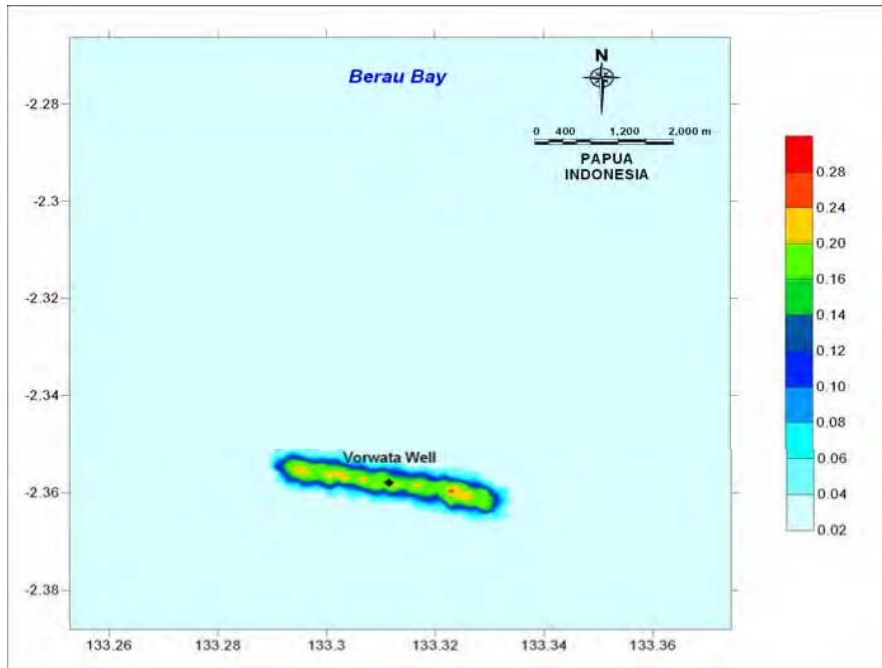 Berau Bay
N
0 400 1,200 2,000 m
PAPUA
INDONESIA
-2.28
-2.3
-2.32
-2.34
-2.36
-2.38
Vorwata Well
133.26 133.28 133.3 133.32 133.34 133.36
0.28
0.24
0.20
0.16
0.14
0.12
0.10
0.08
0.06
0.04
0.02